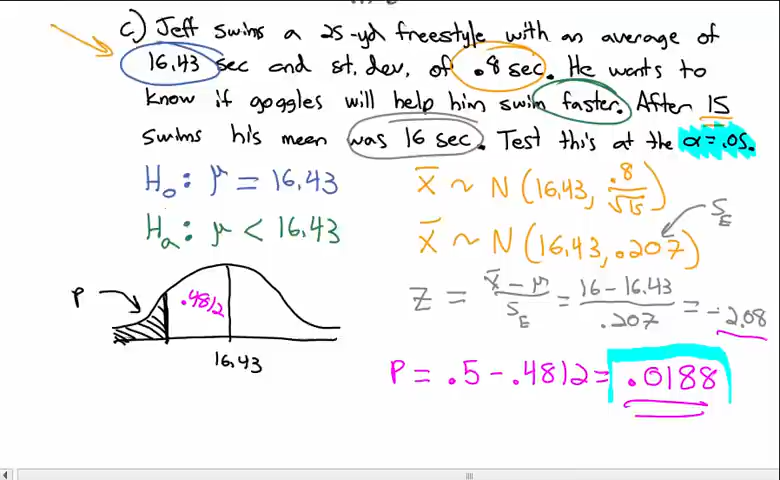 c) Jeff swims a 25-yd freestyle with an average of
16.43 sec and st. dev. of .8 sec. He wants to
know if goggles will help him swim faster. After 15
swims his mean was 16 sec. Test this at the α=.05.
H₀: μ = 16.43
Hₐ: μ < 16.43
X̄ ~ N(16.43, .8/√15)
X̄ ~ N(16.43, .207) S_E
Z = (x̄ - μ)/S_E = (16 - 16.43)/.207 = -2.08
P
.4812
16.43
P = .5 - .4812 = .0188